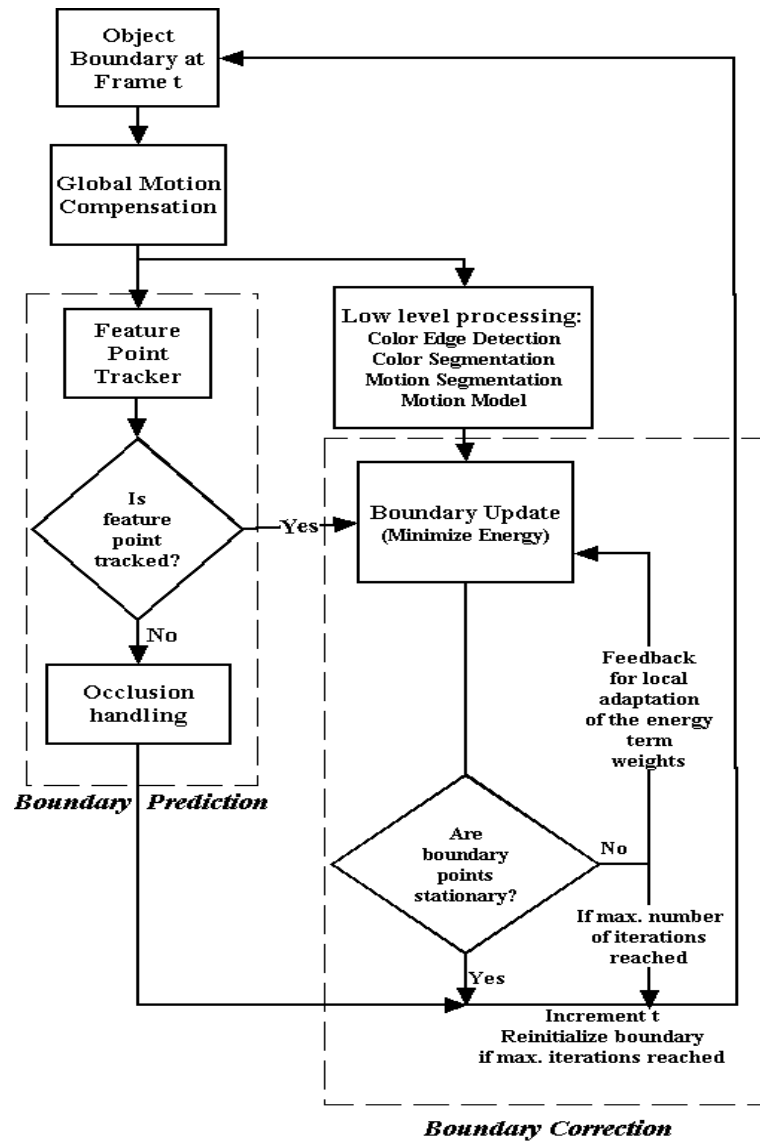 Object
Boundary at
Frame t
Global Motion
Compensation
Feature
Point
Tracker
Low level processing:
Color Edge Detection
Color Segmentation
Motion Segmentation
Motion Model
Is
feature
point
tracked?
Yes
Boundary Update
(Minimize Energy)
No
Occlusion
handling
Boundary Prediction
Feedback
for local
adaptation
of the energy
term
weights
Are
boundary
points
stationary?
No
If max. number
of iterations
reached
Yes
Increment t
Reinitialize boundary
if max. iterations reached
Boundary Correction